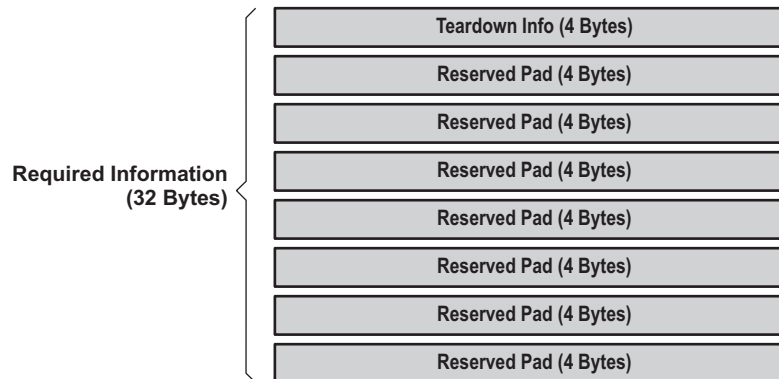 Teardown Info (4 Bytes)
Reserved Pad (4 Bytes)
Reserved Pad (4 Bytes)
Reserved Pad (4 Bytes)
Required Information
(32 Bytes)
Reserved Pad (4 Bytes)
Reserved Pad (4 Bytes)
Reserved Pad (4 Bytes)
Reserved Pad (4 Bytes)